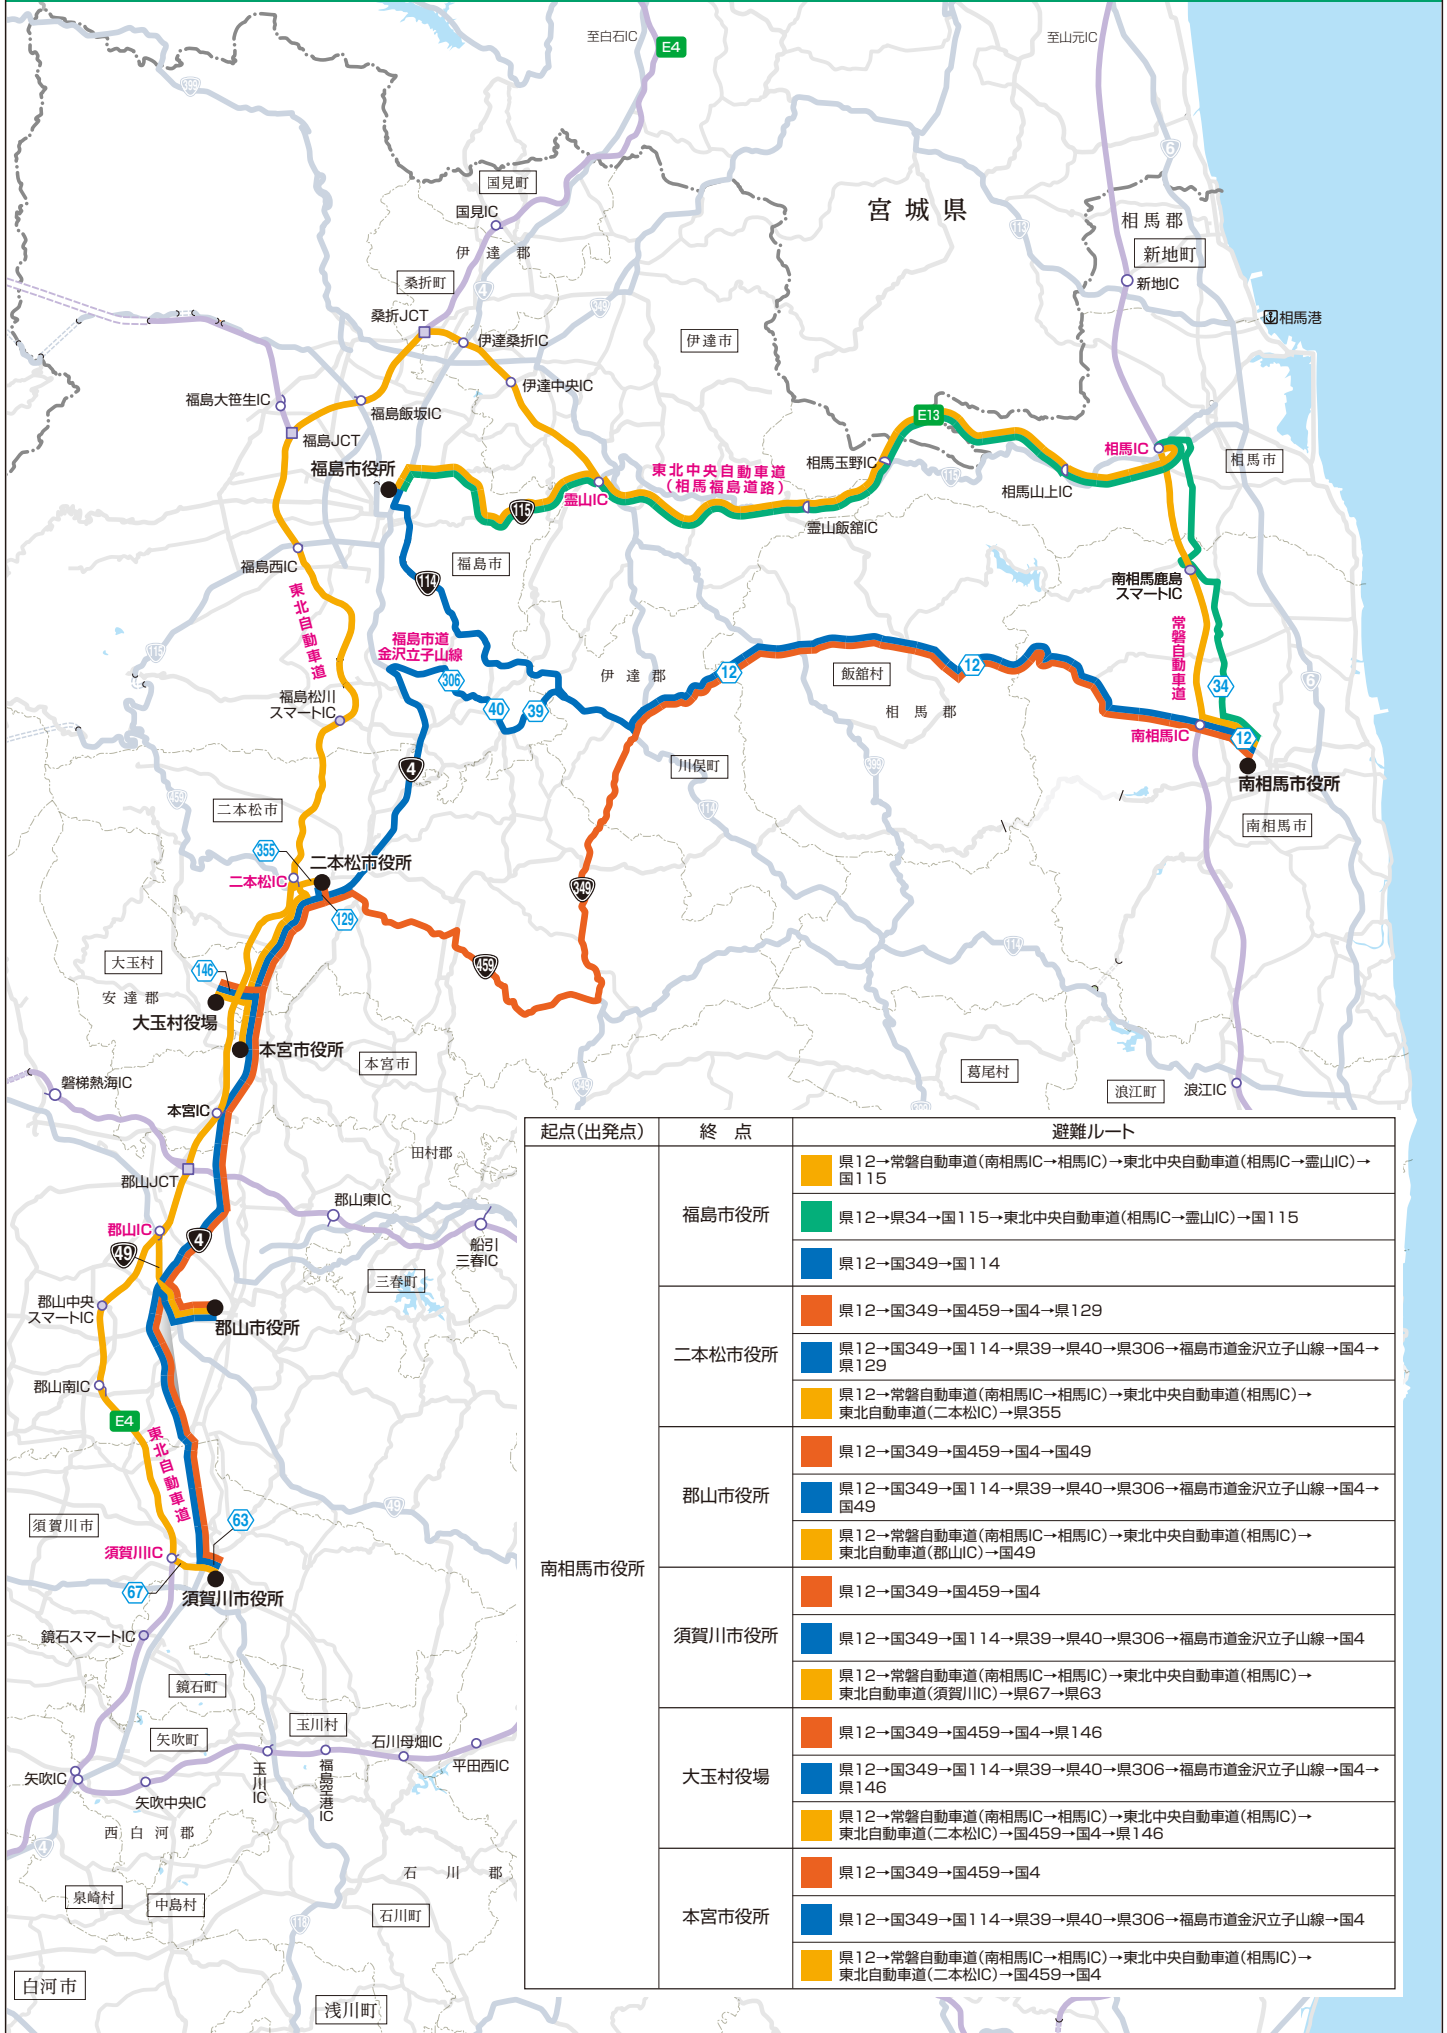 至白石IC
E4
至山元IC
399
6
国見町
国見IC
宮城県
113
相馬郡
新地町
新地IC
伊達郡
桑折町
4
349
相馬港
桑折JCT
伊達桑折IC
伊達市
伊達中央IC
福島大笹生IC
福島飯坂IC
福島JCT
E13
福島市役所
相馬IC
相馬市
相馬玉野IC
東北中央自動車道
(相馬福島道路)
115
相馬山上IC
霊山IC
115
霊山飯舘IC
福島市
福島西IC
114
南相馬鹿島
スマートIC
東北自動車道
常磐自動車道
115
福島市道
金沢立子山線
306
伊達郡
12
飯舘村
12
34
6
40
39
相馬郡
福島松川
スマートIC
南相馬IC
12
4
川俣町
399
南相馬市役所
459
二本松市
114
南相馬市
355
二本松市役所
二本松IC
349
129
大玉村
146
459
114
安達郡
大玉村役場
本宮市役所
本宮市
葛尾村
磐梯熱海IC
349
浪江町
浪江IC
本宮IC
399
田村郡
郡山JCT
郡山東IC
郡山IC
49
4
船引
三春IC
三春町
郡山中央
スマートIC
郡山市役所
郡山南IC
E4
東北自動車道
49
須賀川市
63
須賀川IC
67
須賀川市役所
鏡石スマートIC
鏡石町
玉川村
矢吹町
石川母畑IC
平田西IC
矢吹IC
玉川IC
福島空港IC
矢吹中央IC
西白河郡
4
石川郡
泉崎村
中島村
石川町
118
白河市
浅川町
起点(出発点)
終 点
避難ルート
南相馬市役所
福島市役所
県12→常磐自動車道(南相馬IC→相馬IC)→東北中央自動車道(相馬IC→霊山IC)→
国115
県12→県34→国115→東北中央自動車道(相馬IC→霊山IC)→国115
県12→国349→国114
二本松市役所
県12→国349→国459→国4→県129
県12→国349→国114→県39→県40→県306→福島市道金沢立子山線→国4→
県129
県12→常磐自動車道(南相馬IC→相馬IC)→東北中央自動車道(相馬IC)→
東北自動車道(二本松IC)→県355
郡山市役所
県12→国349→国459→国4→国49
県12→国349→国114→県39→県40→県306→福島市道金沢立子山線→国4→
国49
県12→常磐自動車道(南相馬IC→相馬IC)→東北中央自動車道(相馬IC)→
東北自動車道(郡山IC)→国49
須賀川市役所
県12→国349→国459→国4
県12→国349→国114→県39→県40→県306→福島市道金沢立子山線→国4
県12→常磐自動車道(南相馬IC→相馬IC)→東北中央自動車道(相馬IC)→
東北自動車道(須賀川IC)→県67→県63
大玉村役場
県12→国349→国459→国4→県146
県12→国349→国114→県39→県40→県306→福島市道金沢立子山線→国4→
県146
県12→常磐自動車道(南相馬IC→相馬IC)→東北中央自動車道(相馬IC)→
東北自動車道(二本松IC)→国459→国4→県146
本宮市役所
県12→国349→国459→国4
県12→国349→国114→県39→県40→県306→福島市道金沢立子山線→国4
県12→常磐自動車道(南相馬IC→相馬IC)→東北中央自動車道(相馬IC)→
東北自動車道(二本松IC)→国459→国4